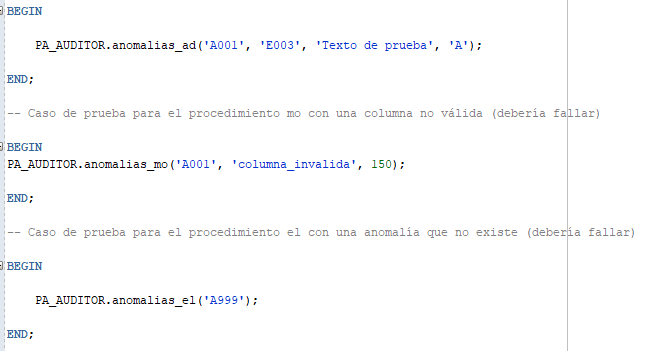 BEGIN
PA_AUDITOR.anomalias_ad('A001', 'E003', 'Texto de prueba', 'A');
END;
-- Caso de prueba para el procedimiento mo con una columna no válida (debería fallar)
BEGIN
PA_AUDITOR.anomalias_mo('A001', 'columna_invalida', 150);
END;
-- Caso de prueba para el procedimiento el con una anomalía que no existe (debería fallar)
BEGIN
PA_AUDITOR.anomalias_el('A999');
END;